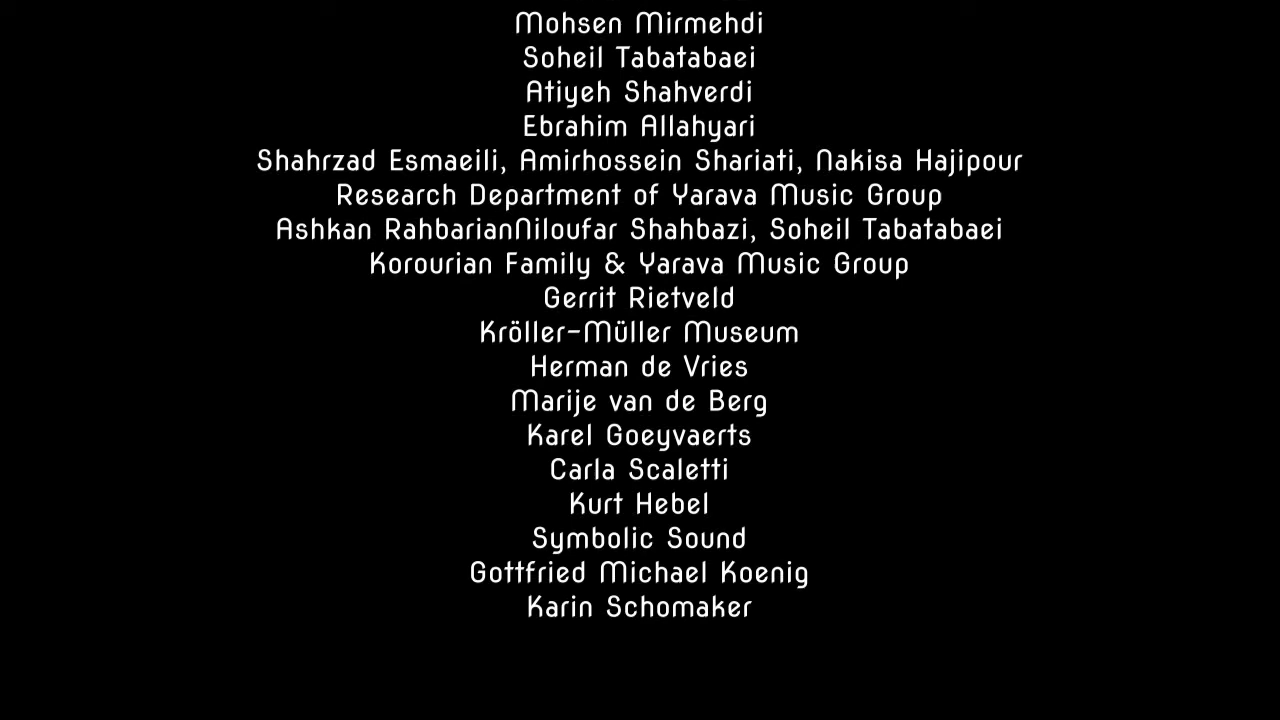 Mohsen Mirmehdi
Soheil Tabatabaei
Atiyeh Shahverdi
Ebrahim Allahyari
Shahrzad Esmaeili, Amirhossein Shariati, Nakisa Hajipour
Research Department of Yarava Music Group
Ashkan RahbarianNiloufar Shahbazi, Soheil Tabatabaei
Korourian Family & Yarava Music Group
Gerrit Rietveld
Kröller-Müller Museum
Herman de Vries
Marije van de Berg
Karel Goeyvaerts
Carla Scaletti
Kurt Hebel
Symbolic Sound
Gottfried Michael Koenig
Karin Schomaker